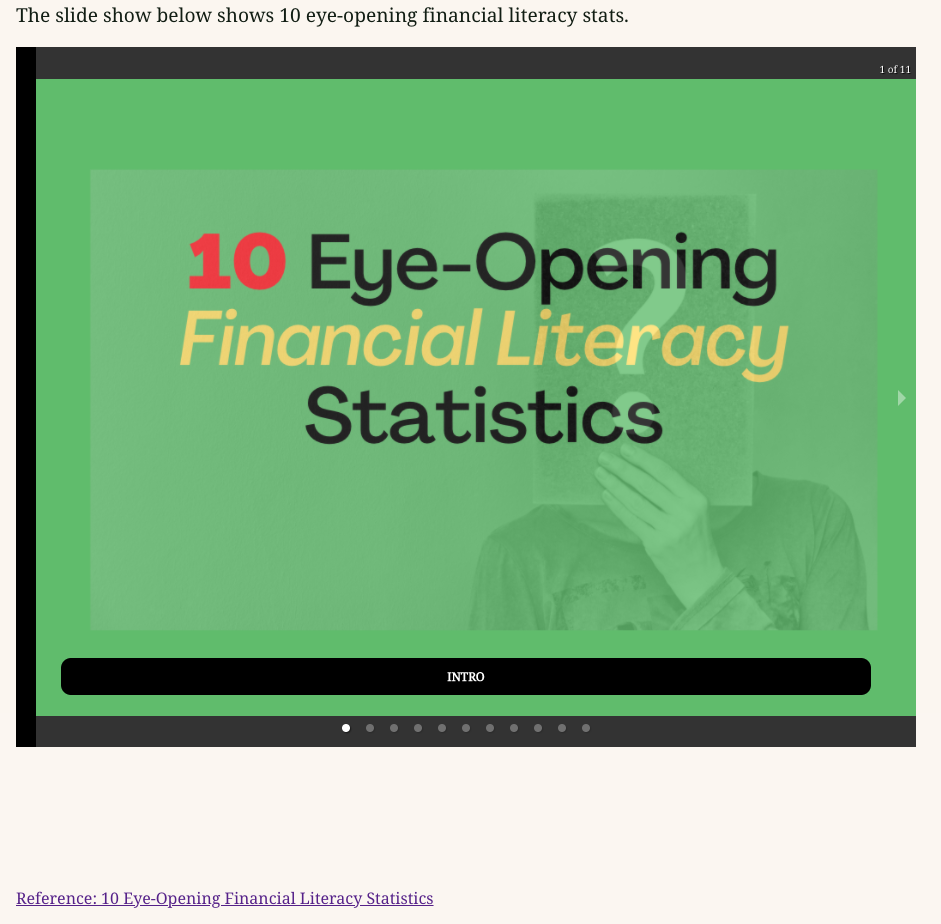 The slide show below shows 10 eye-opening financial literacy stats.
1 of 11
10 Eye-Opening
Financial Literacy
Statistics
?
INTRO
Reference: 10 Eye-Opening Financial Literacy Statistics